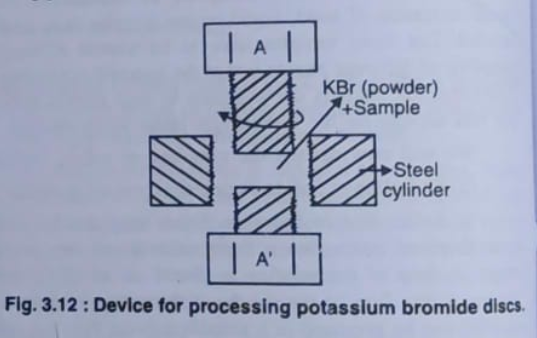 A
KBr (powder)
+Sample
Steel
cylinder
A'
Fig. 3.12 : Device for processing potassium bromide discs.